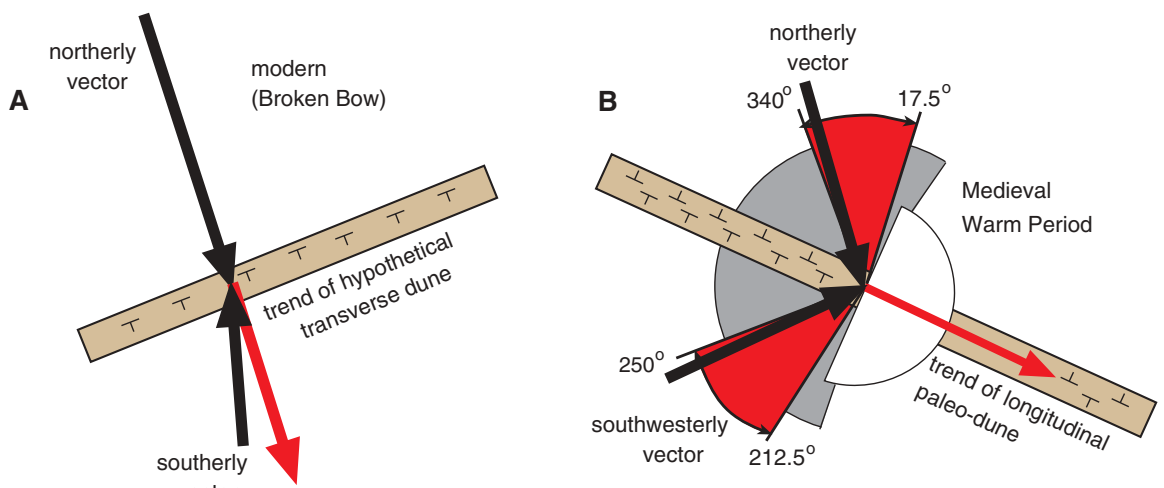 A
northerly
vector
modern
(Broken Bow)
trend of hypothetical
transverse dune
southerly
B
northerly
vector
340°
17.5°
Medieval
Warm Period
250°
southwesterly
vector
212.5°
trend of longitudinal
paleo-dune